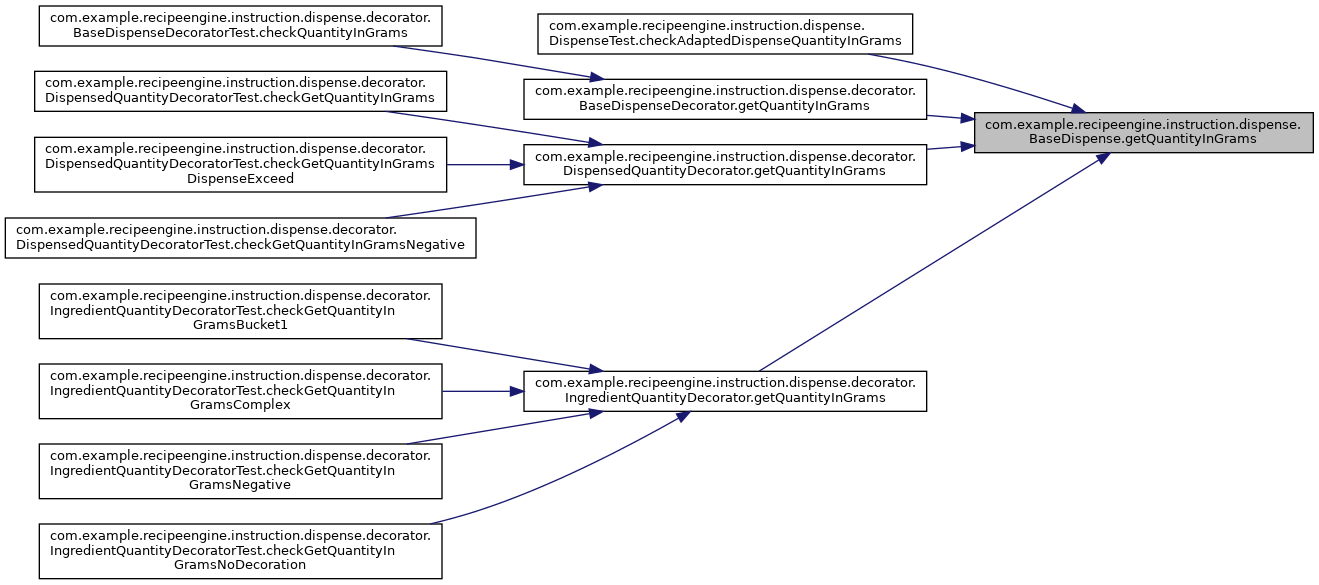 com.example.recipeengine.instruction.dispense.decorator.
BaseDispenseDecoratorTest.checkQuantityInGrams
com.example.recipeengine.instruction.dispense.
DispenseTest.checkAdaptedDispenseQuantityInGrams
com.example.recipeengine.instruction.dispense.decorator.
DispensedQuantityDecoratorTest.checkGetQuantityInGrams
com.example.recipeengine.instruction.dispense.decorator.
BaseDispenseDecorator.getQuantityInGrams
com.example.recipeengine.instruction.dispense.
BaseDispense.getQuantityInGrams
com.example.recipeengine.instruction.dispense.decorator.
DispensedQuantityDecoratorTest.checkGetQuantityInGrams
DispenseExceed
com.example.recipeengine.instruction.dispense.decorator.
DispensedQuantityDecorator.getQuantityInGrams
com.example.recipeengine.instruction.dispense.decorator.
DispensedQuantityDecoratorTest.checkGetQuantityInGramsNegative
com.example.recipeengine.instruction.dispense.decorator.
IngredientQuantityDecoratorTest.checkGetQuantityIn
GramsBucket1
com.example.recipeengine.instruction.dispense.decorator.
IngredientQuantityDecoratorTest.checkGetQuantityIn
GramsComplex
com.example.recipeengine.instruction.dispense.decorator.
IngredientQuantityDecorator.getQuantityInGrams
com.example.recipeengine.instruction.dispense.decorator.
IngredientQuantityDecoratorTest.checkGetQuantityIn
GramsNegative
com.example.recipeengine.instruction.dispense.decorator.
IngredientQuantityDecoratorTest.checkGetQuantityIn
GramsNoDecoration